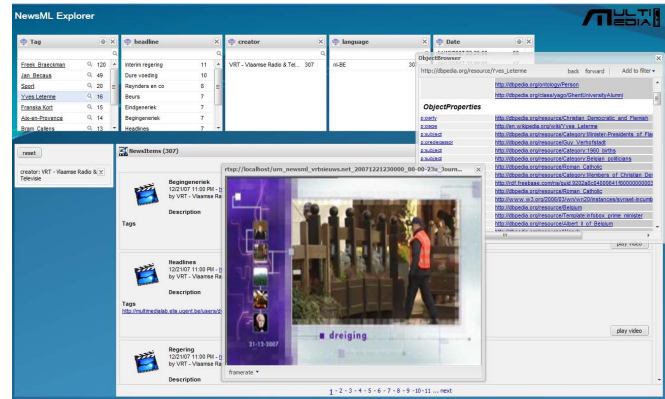 NewsML Explorer
MULTI
MEDIA
Tag
headline
creator
language
Date
Freek Braeckman 120
Jan Becaus 49
Sport 20
Yves Leterme 16
Franska Kort 15
Aix-en-Provence 14
Bram Callens 13
Interim regering 11
Dure voeding 10
Reynders en co 8
Beurs 7
Eindgeneriek 7
Begingeneriek 7
Headlines 7
VRT - Vlaamse Radio & Tel... 307
nl-BE
ObjectBrowser
http://dbpedia.org/resource/Yves_Leterme
back forward Add to filter
http://dbpedia.org/ontology/Person
http://dbpedia.org/class/yago/GhentUniversityAlumni
ObjectProperties
p:party http://dbpedia.org/resource/Christian_Democratic_and_Flemish
p:page http://en.wikipedia.org/wiki/Yves_Leterme
p:subject http://dbpedia.org/resource/Category:Minister-Presidents_of_Fla
p:predecessor http://dbpedia.org/resource/Guy_Verhofstadt
p:subject http://dbpedia.org/resource/Category:1960_births
p:subject http://dbpedia.org/resource/Category:Belgian_politicians
http://dbpedia.org/resource/Roman_Catholic
http://dbpedia.org/resource/Category:Members_of_Christian_Der
http://dbpedia.org/resource/Roman_Catholic
http://dbpedia.org/resource/Belgium
http://dbpedia.org/resource/Template:infobox_prime_minister
http://dbpedia.org/resource/Albert_II_of_Belgium
reset
creator: VRT - Vlaamse Radio &
Televisie
NewsItems (307)
Begingeneriek
12/21/07 11:00 PM -
by VRT - Vlaamse Ra
Description
Tags
play video
Headlines
12/21/07 11:00 PM -
by VRT - Vlaamse Ra
Description
Tags
play video
Regering
12/21/07 11:00 PM -
by VRT - Vlaamse Ra
Description
rtsp://localhost/urn_newsml_vrtnieuws.net_20071221230000_00-00-23u_Journ...
dreiging
21-12-2007
framerate
1 - 2 - 3 - 4 - 5 - 6 - 7 - 8 - 9 -10 -11 ... next